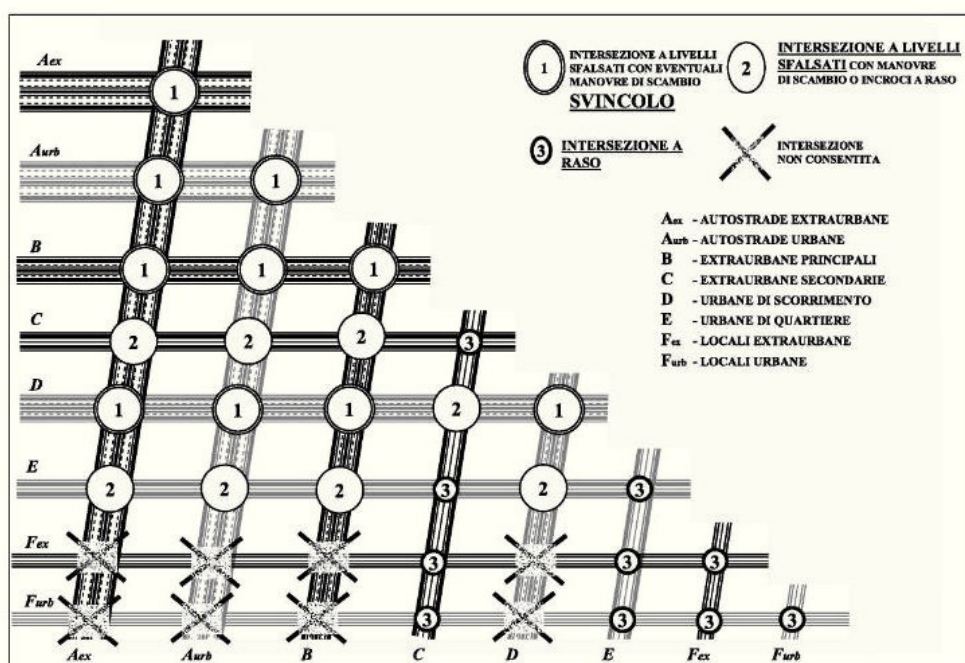 Aex
1
INTERSEZIONE A LIVELLI
SFALSATI CON EVENTUALI
MANOVRE DI SCAMBIO
SVINCOLO
1
2
INTERSEZIONE A LIVELLI
SFALSATI CON MANOVRE
DI SCAMBIO O INCROCI A RASO
3
INTERSEZIONE A
RASO
INTERSEZIONE
NON CONSENTITA
Aurb
1 1
Aex - AUTOSTRADE EXTRAURBANE
Aurb - AUTOSTRADE URBANE
B - EXTRAURBANE PRINCIPALI
C - EXTRAURBANE SECONDARIE
D - URBANE DI SCORRIMENTO
E - URBANE DI QUARTIERE
Fex - LOCALI EXTRAURBANE
Furb - LOCALI URBANE
B
1 1 1
C
2 2 2 3
D
1 1 1 2 1
E
2 2 2 3 2 3
Fex
3 3 3
Furb
3 3 3 3
Aex Aurb B C D E Fex Furb